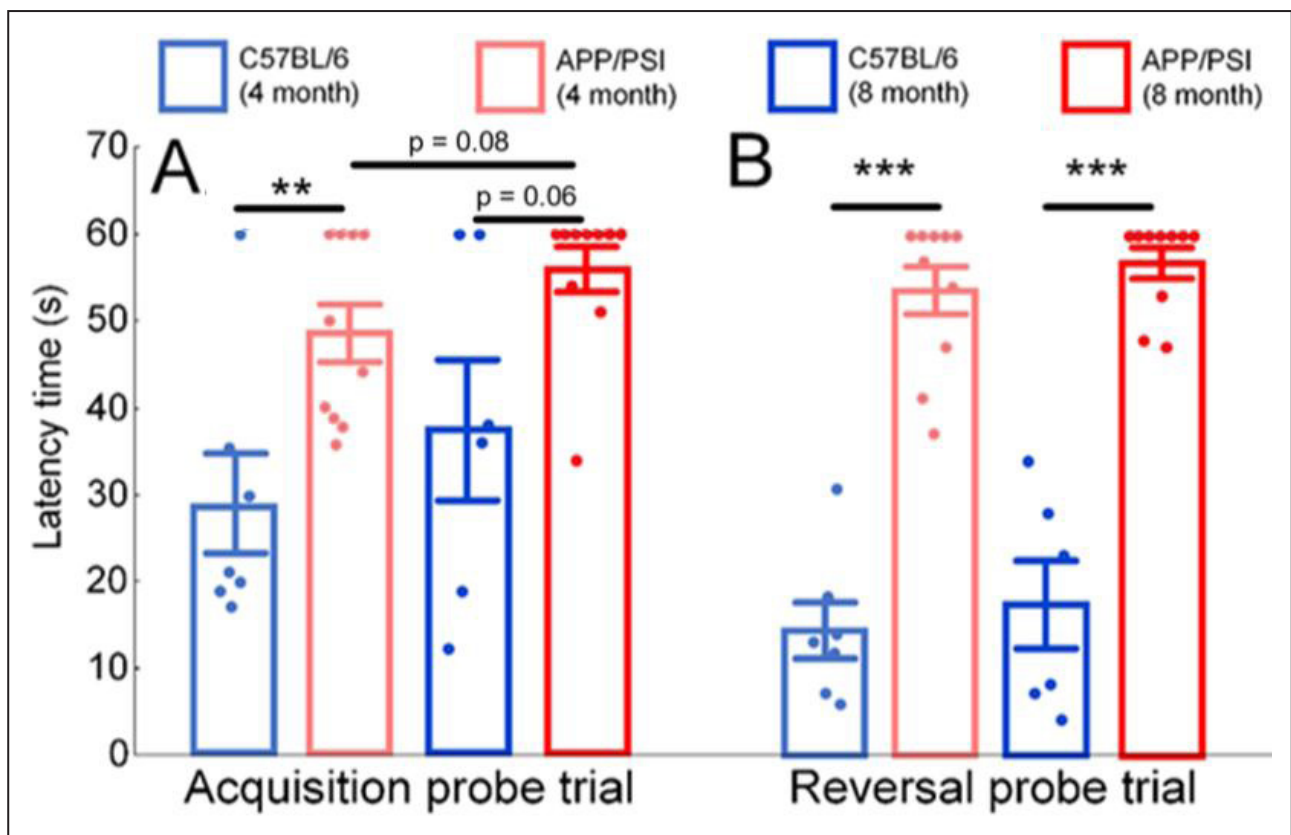 C57BL/6
(4 month)
APP/PSI
(4 month)
C57BL/6
(8 month)
APP/PSI
(8 month)
Latency time (s)
70
60
50
40
30
20
10
0
A
**
p = 0.08
p = 0.06
B
***
***
Acquisition probe trial
Reversal probe trial